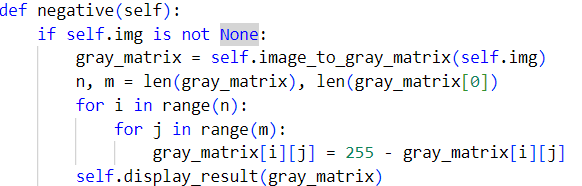 def negative(self):
    if self.img is not None:
        gray_matrix = self.image_to_gray_matrix(self.img)
        n, m = len(gray_matrix), len(gray_matrix[0])
        for i in range(n):
            for j in range(m):
                gray_matrix[i][j] = 255 - gray_matrix[i][j]
        self.display_result(gray_matrix)